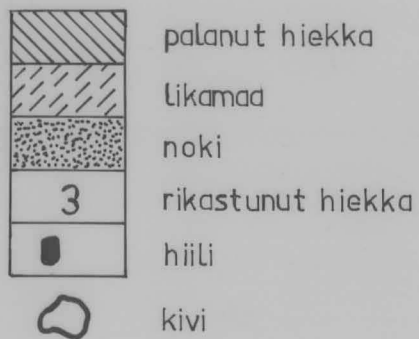 palanut hiekka
likamaa
noki
3 rikastunut hiekka
hiili
kivi